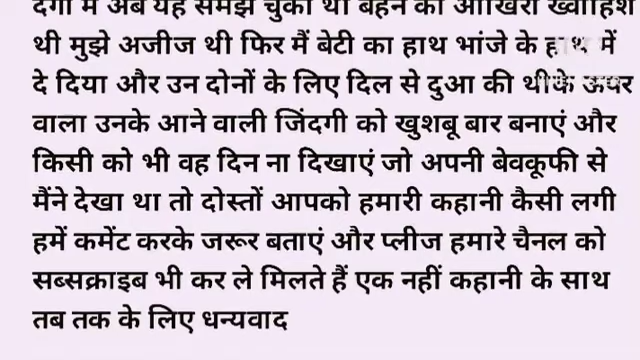 दूंगी मैं अब यह समझ चुका था बहन की आखिरी ख्वाहिश
थी मुझे अजीज थी फिर मैं बेटी का हाथ भांजे के हाथ में
दे दिया और उन दोनों के लिए दिल से दुआ की थीके ऊपर
वाला उनके आने वाली जिंदगी को खुशबू बार बनाएं और
किसी को भी वह दिन ना दिखाएं जो अपनी बेवकूफी से
मैंने देखा था तो दोस्तों आपको हमारी कहानी कैसी लगी
हमें कमेंट करके जरूर बताएं और प्लीज हमारे चैनल को
सब्सक्राइब भी कर ले मिलते हैं एक नहीं कहानी के साथ
तब तक के लिए धन्यवाद